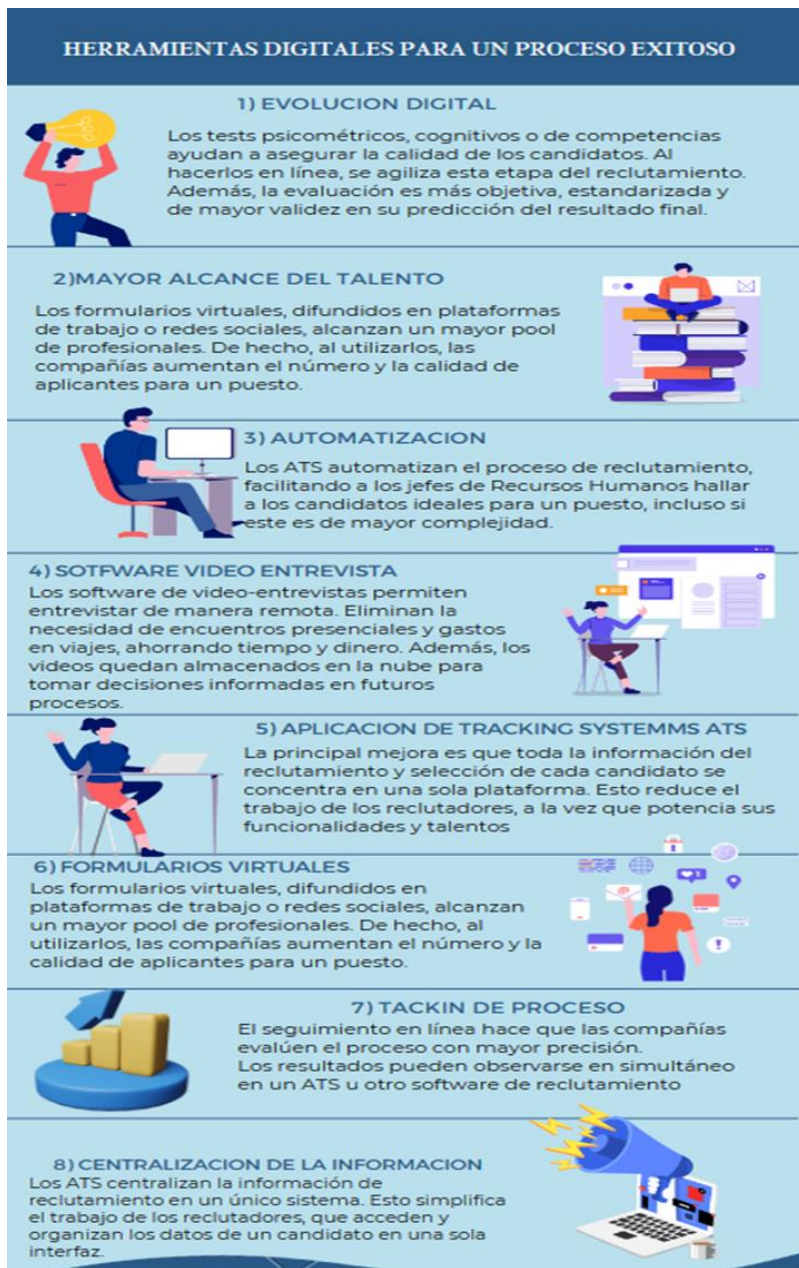 HERRAMIENTAS DIGITALES PARA UN PROCESO EXITOSO
1) EVOLUCION DIGITAL
Los tests psicométricos, cognitivos o de competencias
ayudan a asegurar la calidad de los candidatos. Al
hacerlos en línea, se agiliza esta etapa del reclutamiento.
Además, la evaluación es más objetiva, estandarizada y
de mayor validez en su predicción del resultado final.
2)MAYOR ALCANCE DEL TALENTO
Los formularios virtuales, difundidos en plataformas
de trabajo o redes sociales, alcanzan un mayor pool
de profesionales. De hecho, al utilizarlos, las
compañías aumentan el número y la calidad de
aplicantes para un puesto.
3) AUTOMATIZACION
Los ATS automatizan el proceso de reclutamiento,
facilitando a los jefes de Recursos Humanos hallar
a los candidatos ideales para un puesto, incluso si
este es de mayor complejidad.
4) SOTFWARE VIDEO ENTREVISTA
Los software de video-entrevistas permiten
entrevistar de manera remota. Eliminan la
necesidad de encuentros presenciales y gastos
en viajes, ahorrando tiempo y dinero. Además, los
videos quedan almacenados en la nube para
tomar decisiones informadas en futuros
procesos.
5) APLICACION DE TRACKING SYSTEMMS ATS
La principal mejora es que toda la información del
reclutamiento y selección de cada candidato se
concentra en una sola plataforma. Esto reduce el
trabajo de los reclutadores, a la vez que potencia sus
funcionalidades y talentos
6) FORMULARIOS VIRTUALES
Los formularios virtuales, difundidos en
plataformas de trabajo o redes sociales, alcanzan
un mayor pool de profesionales. De hecho, al
utilizarlos, las compañías aumentan el número y la
calidad de aplicantes para un puesto.
7) TACKIN DE PROCESO
El seguimiento en línea hace que las compañías
evalúen el proceso con mayor precisión.
Los resultados pueden observarse en simultáneo
en un ATS u otro software de reclutamiento
8) CENTRALIZACION DE LA INFORMACION
Los ATS centralizan la información de
reclutamiento en un único sistema. Esto simplifica
el trabajo de los reclutadores, que acceden y
organizan los datos de un candidato en una sola
interfaz.